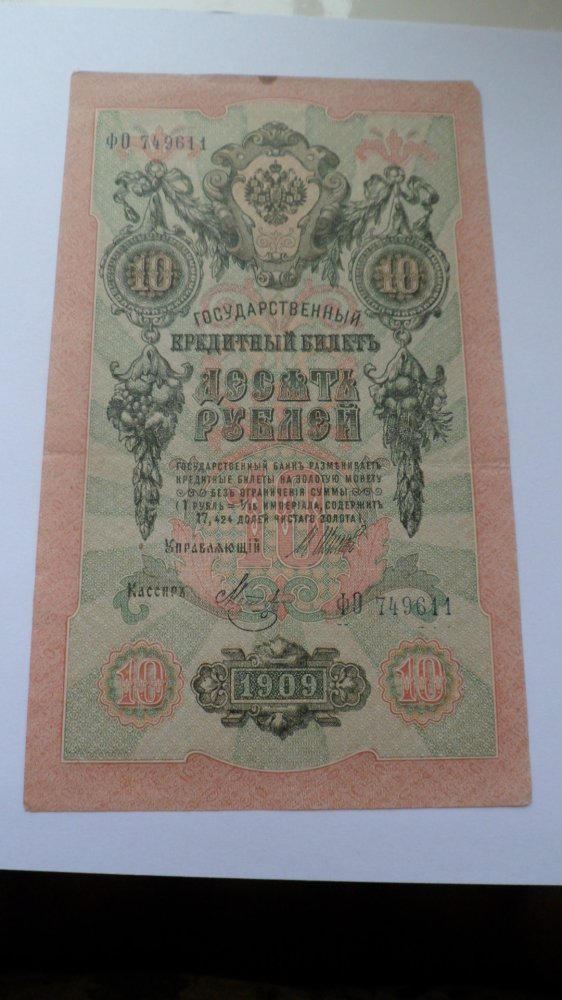 ФО 749611
10 10
ГОСУДАРСТВЕННЫЙ
КРЕДИТНЫЙ БИЛЕТЪ
ДЕСЯТЬ
РУБЛЕЙ
ГОСУДАРСТВЕННЫЙ БАНКЪ РАЗМѢНИВАЕТЪ
КРЕДИТНЫЕ БИЛЕТЫ НА ЗОЛОТУЮ МОНЕТУ
БЕЗЪ ОГРАНИЧЕНІЯ СУММЫ
(1 РУБЛЬ = 1/15 ИМПЕРІАЛА, СОДЕРЖИТЪ
17,424 ДОЛЕЙ ЧИСТАГО ЗОЛОТА).
10
УПРАВЛЯЮЩІЙ
Кассиръ
ФО 749611
10 1909 10